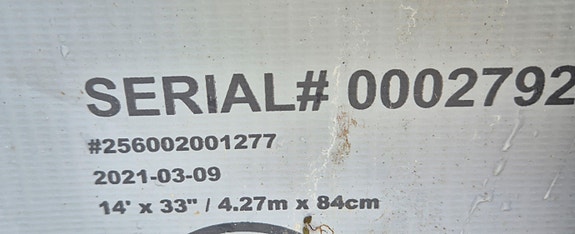 SERIAL# 0002792
#256002001277
2021-03-09
14' x 33" / 4.27m x 84cm